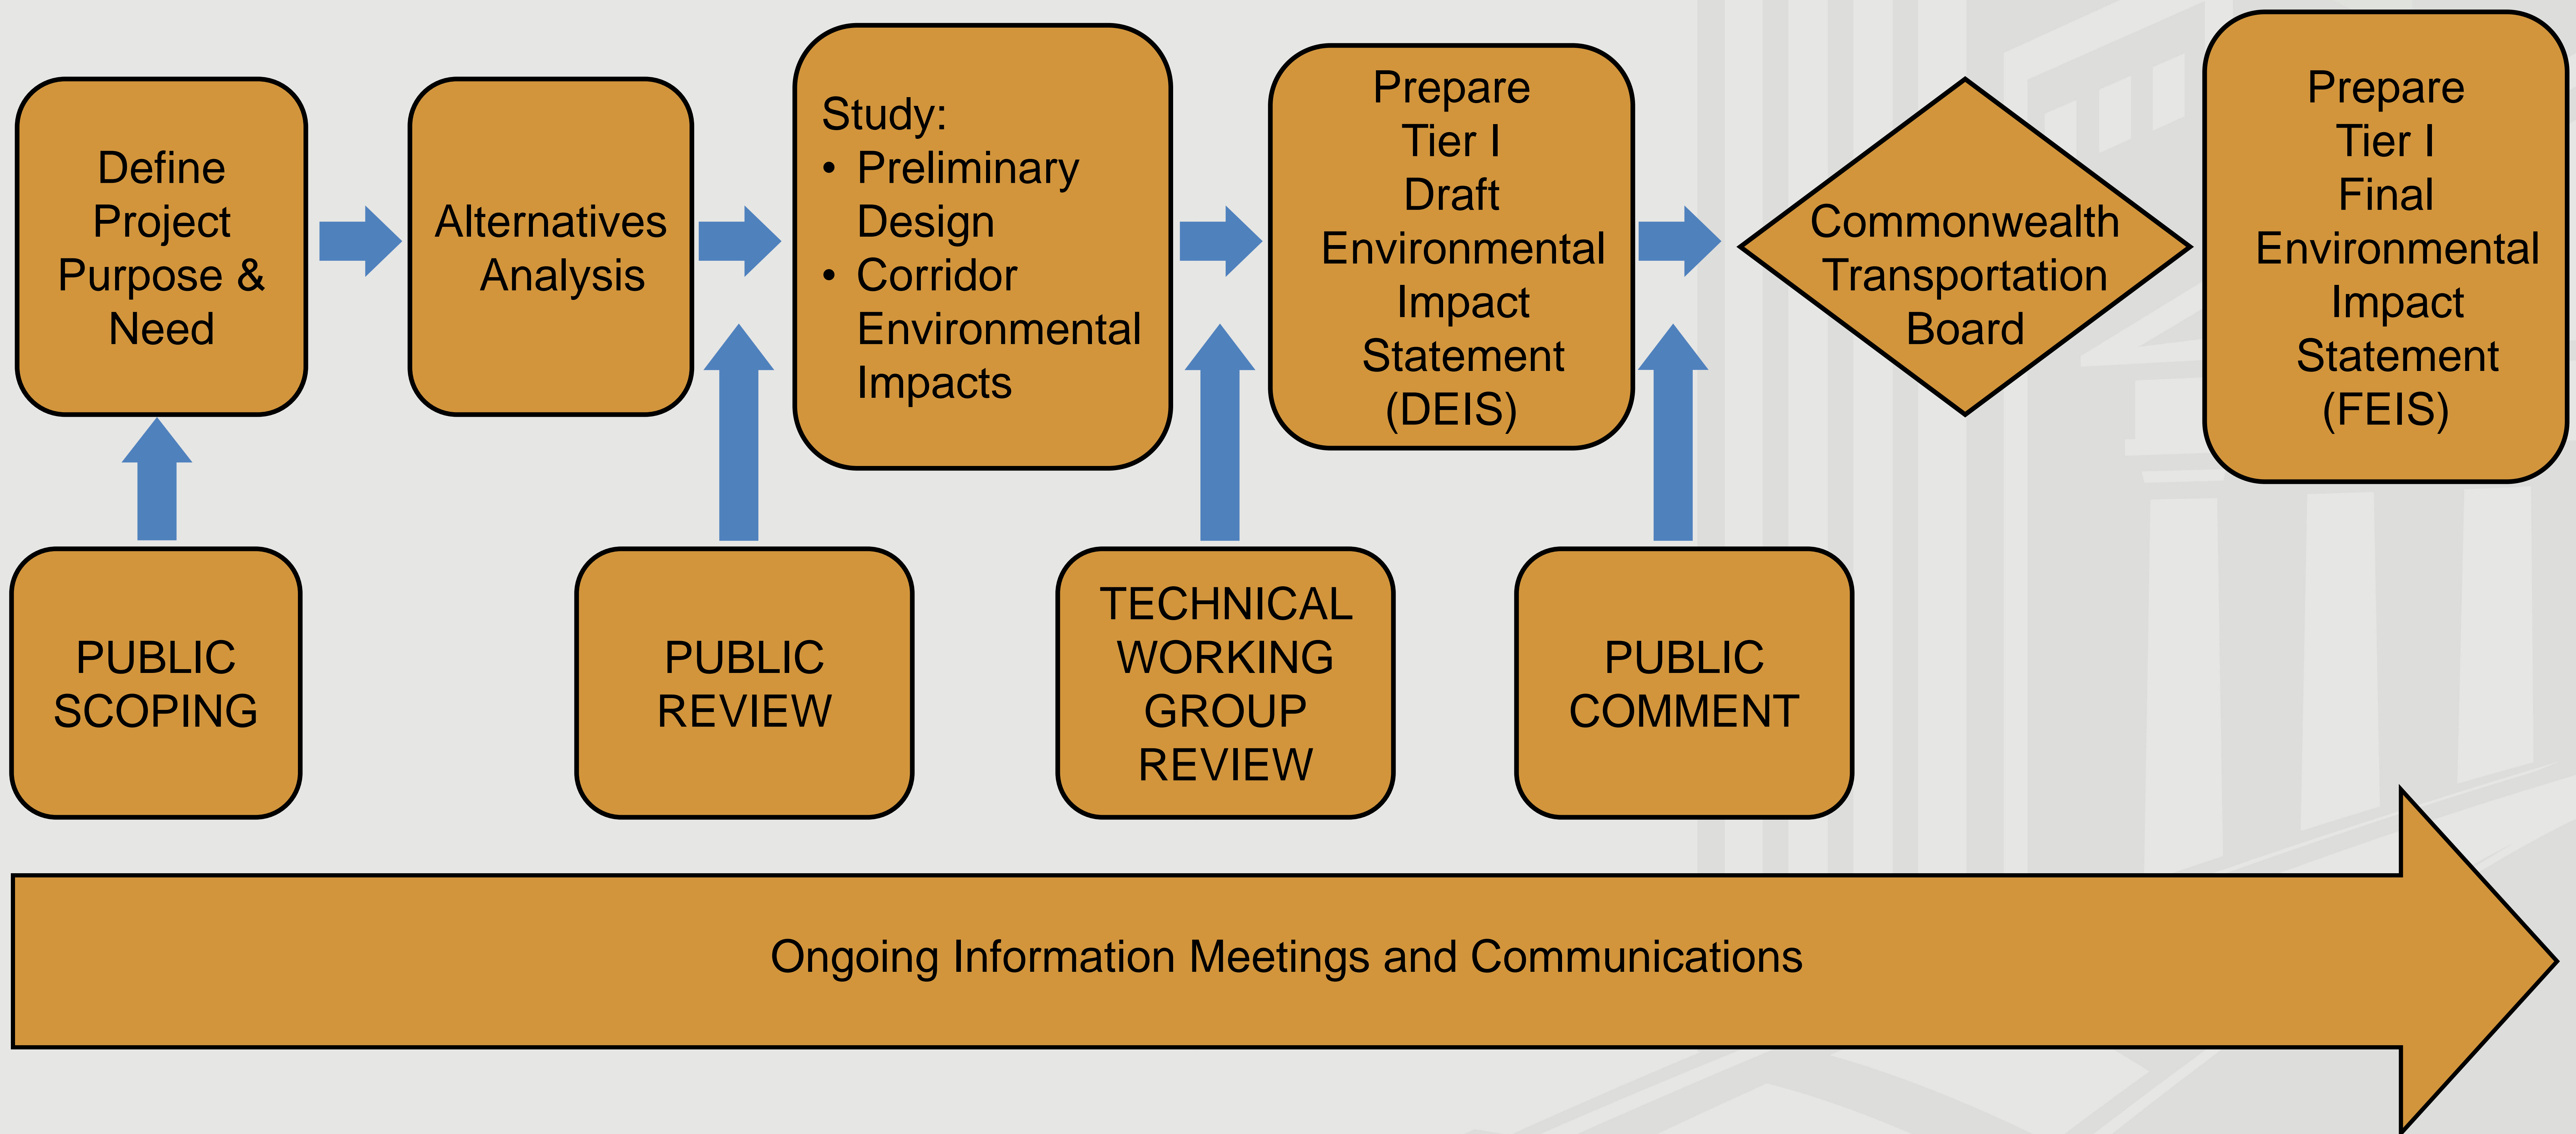 Define
Project
Purpose &
Need
Alternatives
Analysis
Study:
• Preliminary
Design
• Corridor
Environmental
Impacts
Prepare
Tier I
Draft
Environmental
Impact
Statement
(DEIS)
Commonwealth
Transportation
Board
Prepare
Tier I
Final
Environmental
Impact
Statement
(FEIS)
PUBLIC
SCOPING
PUBLIC
REVIEW
TECHNICAL
WORKING
GROUP
REVIEW
PUBLIC
COMMENT
Ongoing Information Meetings and Communications